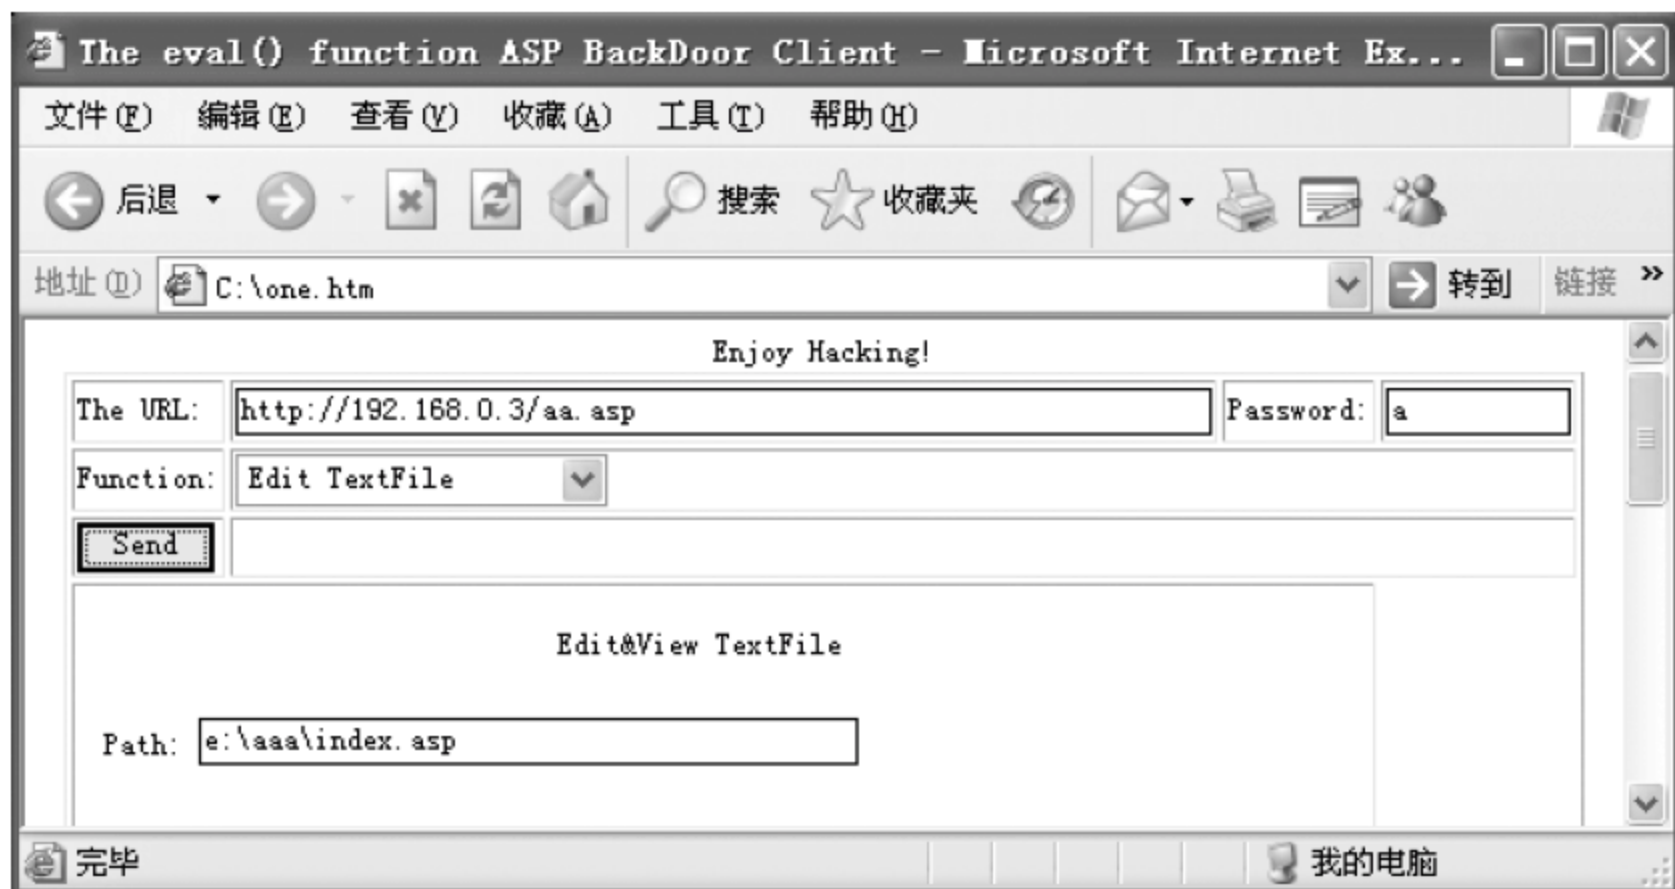 The eval() function ASP BackDoor Client - Microsoft Internet Ex...
文件(F) 编辑(E) 查看(V) 收藏(A) 工具(T) 帮助(H)
后退 搜索 收藏夹
地址(D) C:\one.htm 转到 链接 »
Enjoy Hacking!
The URL: http://192.168.0.3/aa.asp Password: a
Function: Edit TextFile
Send
Edit&View TextFile
Path: e:\aaa\index.asp
完毕 我的电脑